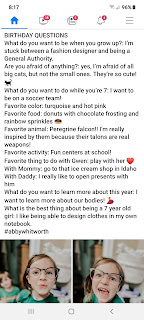 8:17
BIRTHDAY QUESTIONS
What do you want to be when you grow up?: I'm
stuck between a fashion designer and being a
General Authority.
Are you afraid of anything?: yes, I'm afraid of all
big cats, but not the small ones. They're so cute!
🐈‍⬛
What do you want to do while you're 7: I want to
be on a soccer team!
Favorite color: turquoise and hot pink
Favorite food: donuts with chocolate frosting and
rainbow sprinkles 🍩
Favorite animal: Peregrine falcon!! I'm really
inspired by them because their talons are real
weapons!
Favorite activity: Fun centers at school!
Favorite thing to do with Gwen: play with her ❤️
With Mommy: go to that ice cream shop in Idaho
With Daddy: I really like to open presents with
him
What do you want to learn more about this year: I
want to learn more about our bodies! 💃
What is the best thing about being a 7 year old
girl: I like being able to design clothes in my own
notebook.
#abbywhitworth